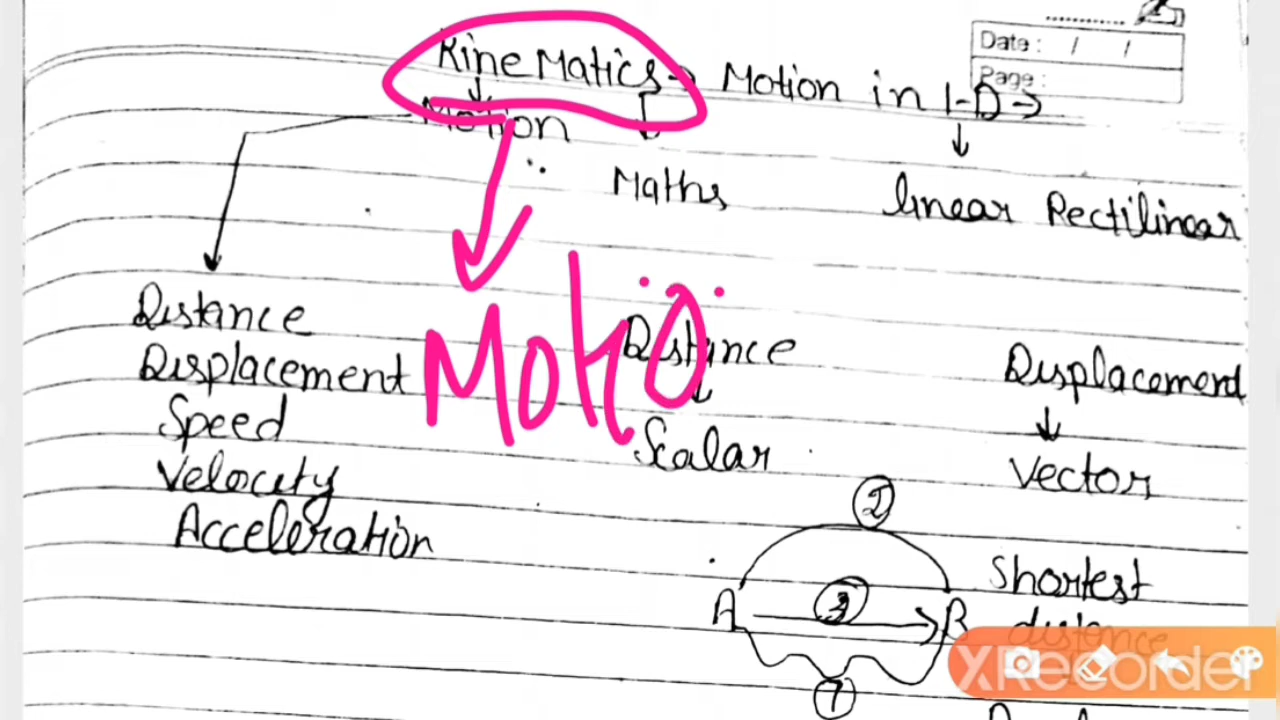 Date : / /
Page :
KineMatics → Motion in 1-D →
Motion
Maths
linear Rectilinear
Motio
Distance
Displacement
Speed
Velocity
Acceleration
Distance
Scalar
Displacement
Vector
2
A 3 B
1
Shortest
distance
XRecorder